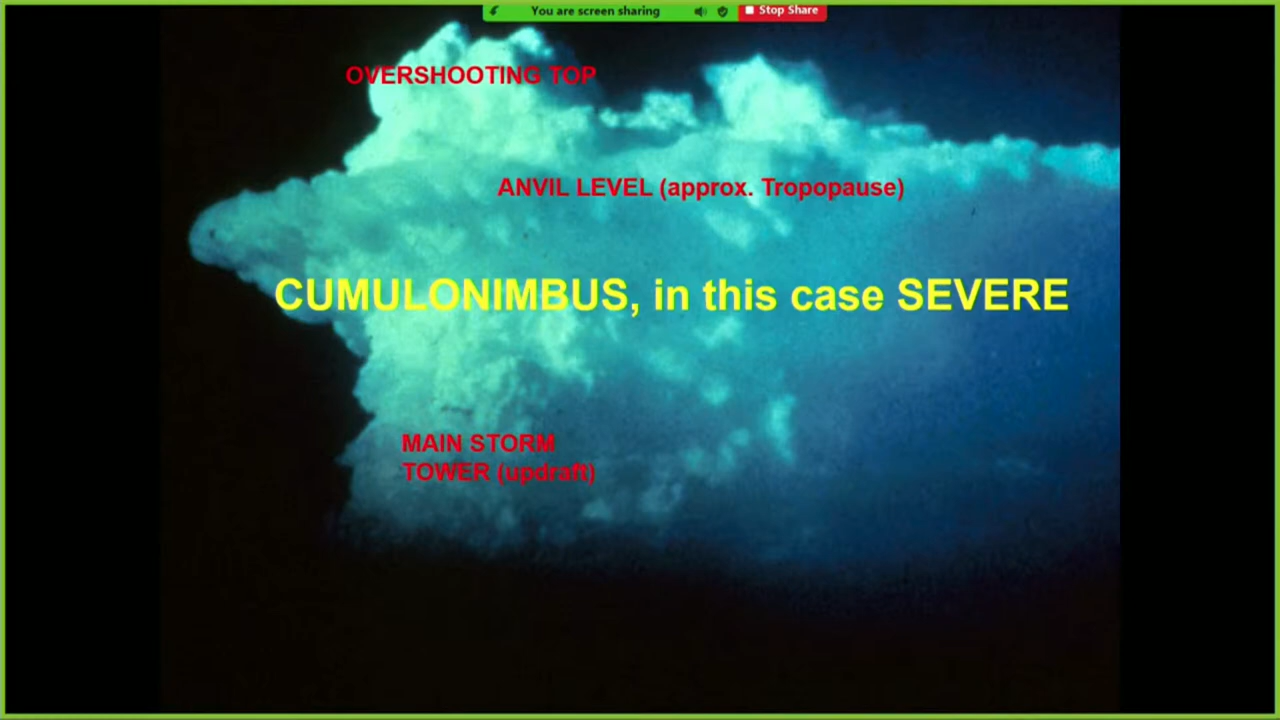 You are screen sharing
Stop Share
OVERSHOOTING TOP
ANVIL LEVEL (approx. Tropopause)
CUMULONIMBUS, in this case SEVERE
MAIN STORM
TOWER (updraft)